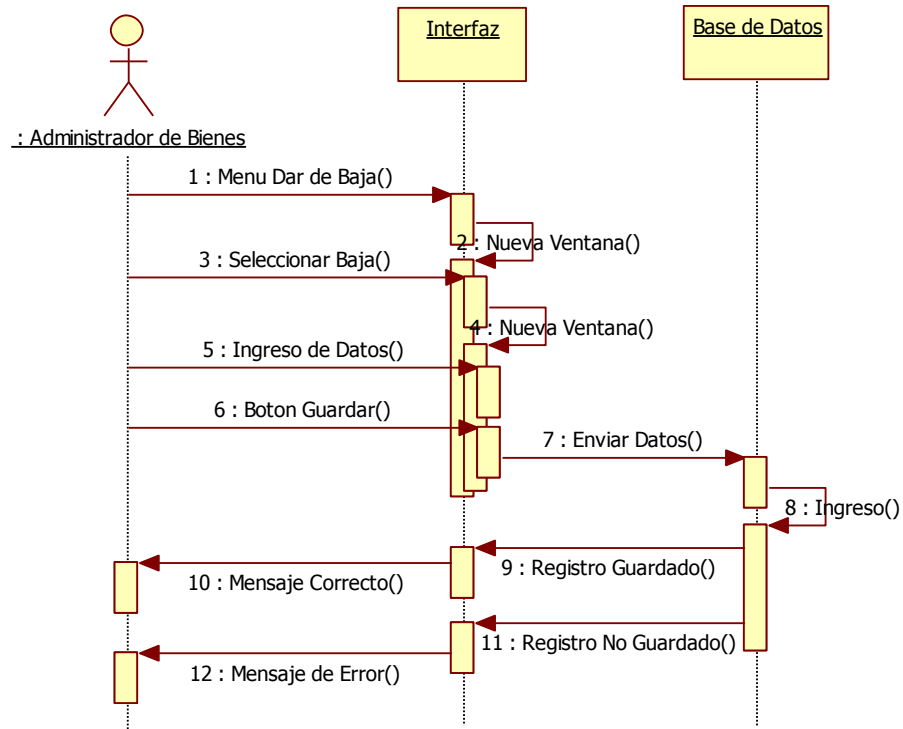 Interfaz
Base de Datos
: Administrador de Bienes
1 : Menu Dar de Baja()
2 : Nueva Ventana()
3 : Seleccionar Baja()
4 : Nueva Ventana()
5 : Ingreso de Datos()
6 : Boton Guardar()
7 : Enviar Datos()
8 : Ingreso()
9 : Registro Guardado()
10 : Mensaje Correcto()
11 : Registro No Guardado()
12 : Mensaje de Error()